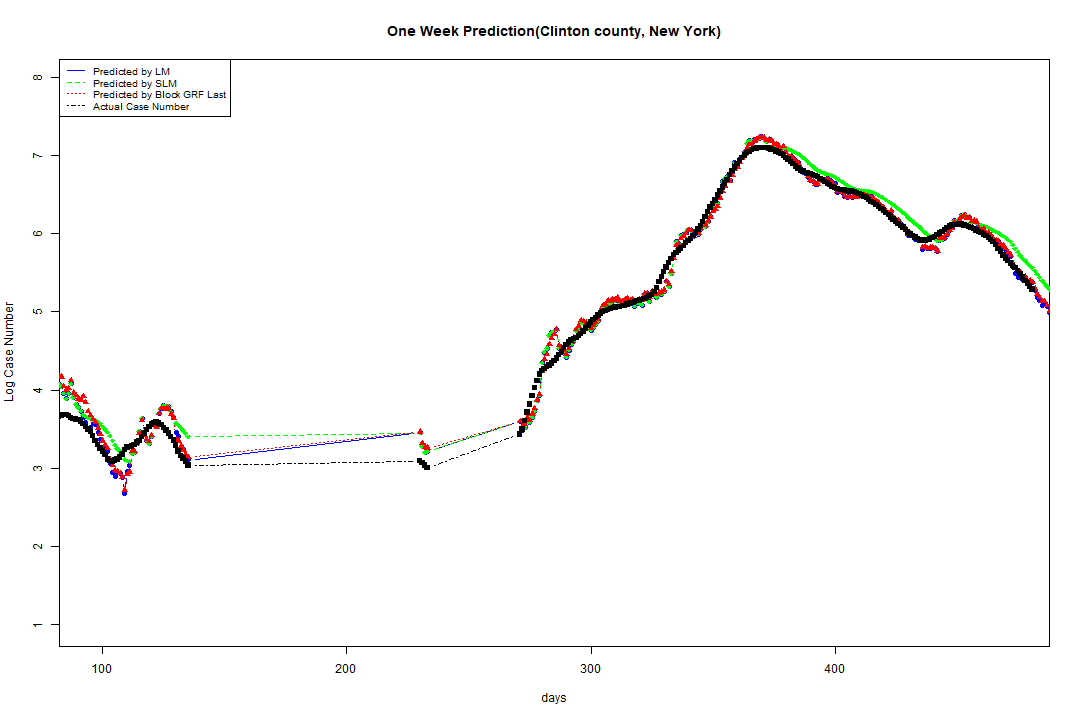 One Week Prediction(Clinton county, New York)
Predicted by LM
Predicted by SLM
Predicted by Block GRF Last
Actual Case Number
8
7
6
5
4
3
2
1
Log Case Number
100 200 300 400
days